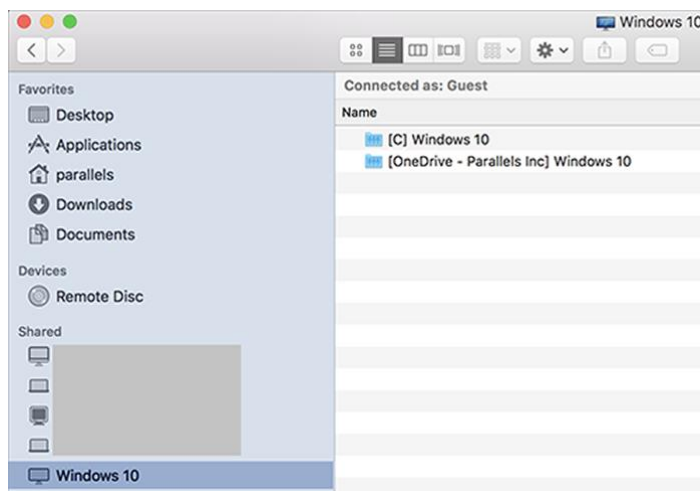 Windows 10
Favorites
Desktop
Applications
parallels
Downloads
Documents
Devices
Remote Disc
Shared
Windows 10
Connected as: Guest
Name
[C] Windows 10
[OneDrive - Parallels Inc] Windows 10